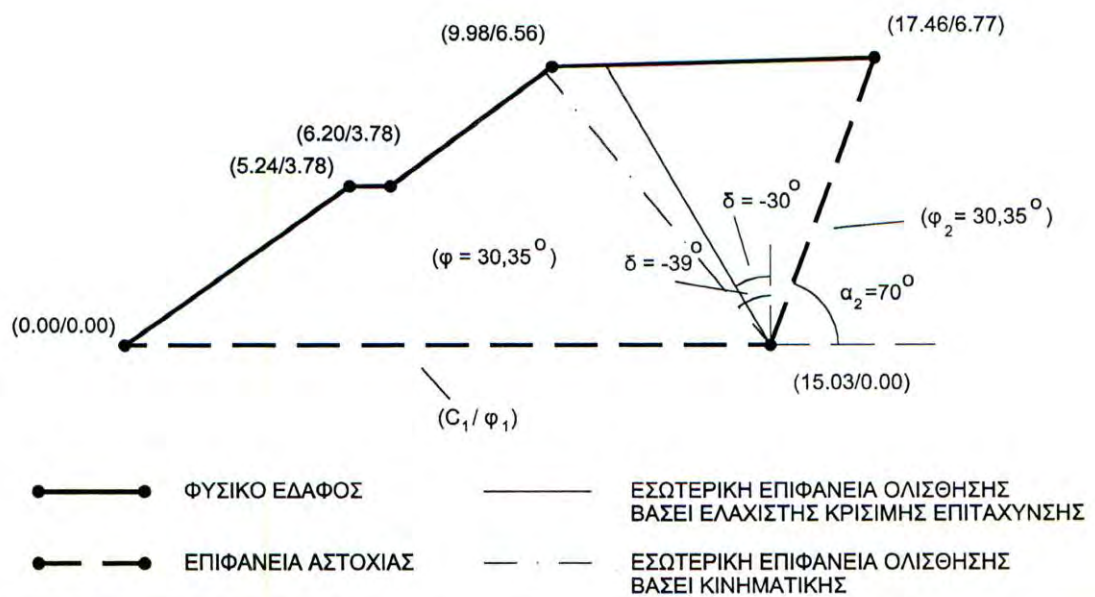 (9.98/6.56)
(17.46/6.77)
(6.20/3.78)
(5.24/3.78)
δ = -30°
(φ = 30,35°)
δ = -39°
(φ₂ = 30,35°)
α₂=70°
(0.00/0.00)
(15.03/0.00)
(C₁/ φ₁)
ΦΥΣΙΚΟ ΕΔΑΦΟΣ
ΕΣΩΤΕΡΙΚΗ ΕΠΙΦΑΝΕΙΑ ΟΛΙΣΘΗΣΗΣ
ΒΑΣΕΙ ΕΛΑΧΙΣΤΗΣ ΚΡΙΣΙΜΗΣ ΕΠΙΤΑΧΥΝΣΗΣ
ΕΠΙΦΑΝΕΙΑ ΑΣΤΟΧΙΑΣ
ΕΣΩΤΕΡΙΚΗ ΕΠΙΦΑΝΕΙΑ ΟΛΙΣΘΗΣΗΣ
ΒΑΣΕΙ ΚΙΝΗΜΑΤΙΚΗΣ